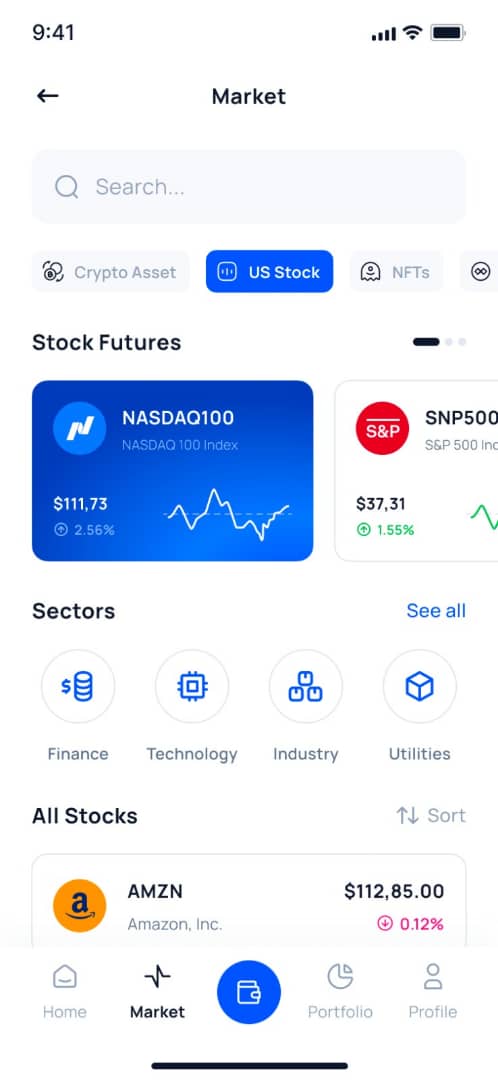 9:41
Market
Search...
Crypto Asset
US Stock
NFTs
Stock Futures
NASDAQ100
NASDAQ 100 Index
$111,73
2.56%
S&P
SNP500
S&P 500 Inc
$37,31
1.55%
Sectors
See all
$
Finance
Technology
Industry
Utilities
All Stocks
Sort
a
AMZN
Amazon, Inc.
$112,85.00
0.12%
Home
Market
Portfolio
Profile